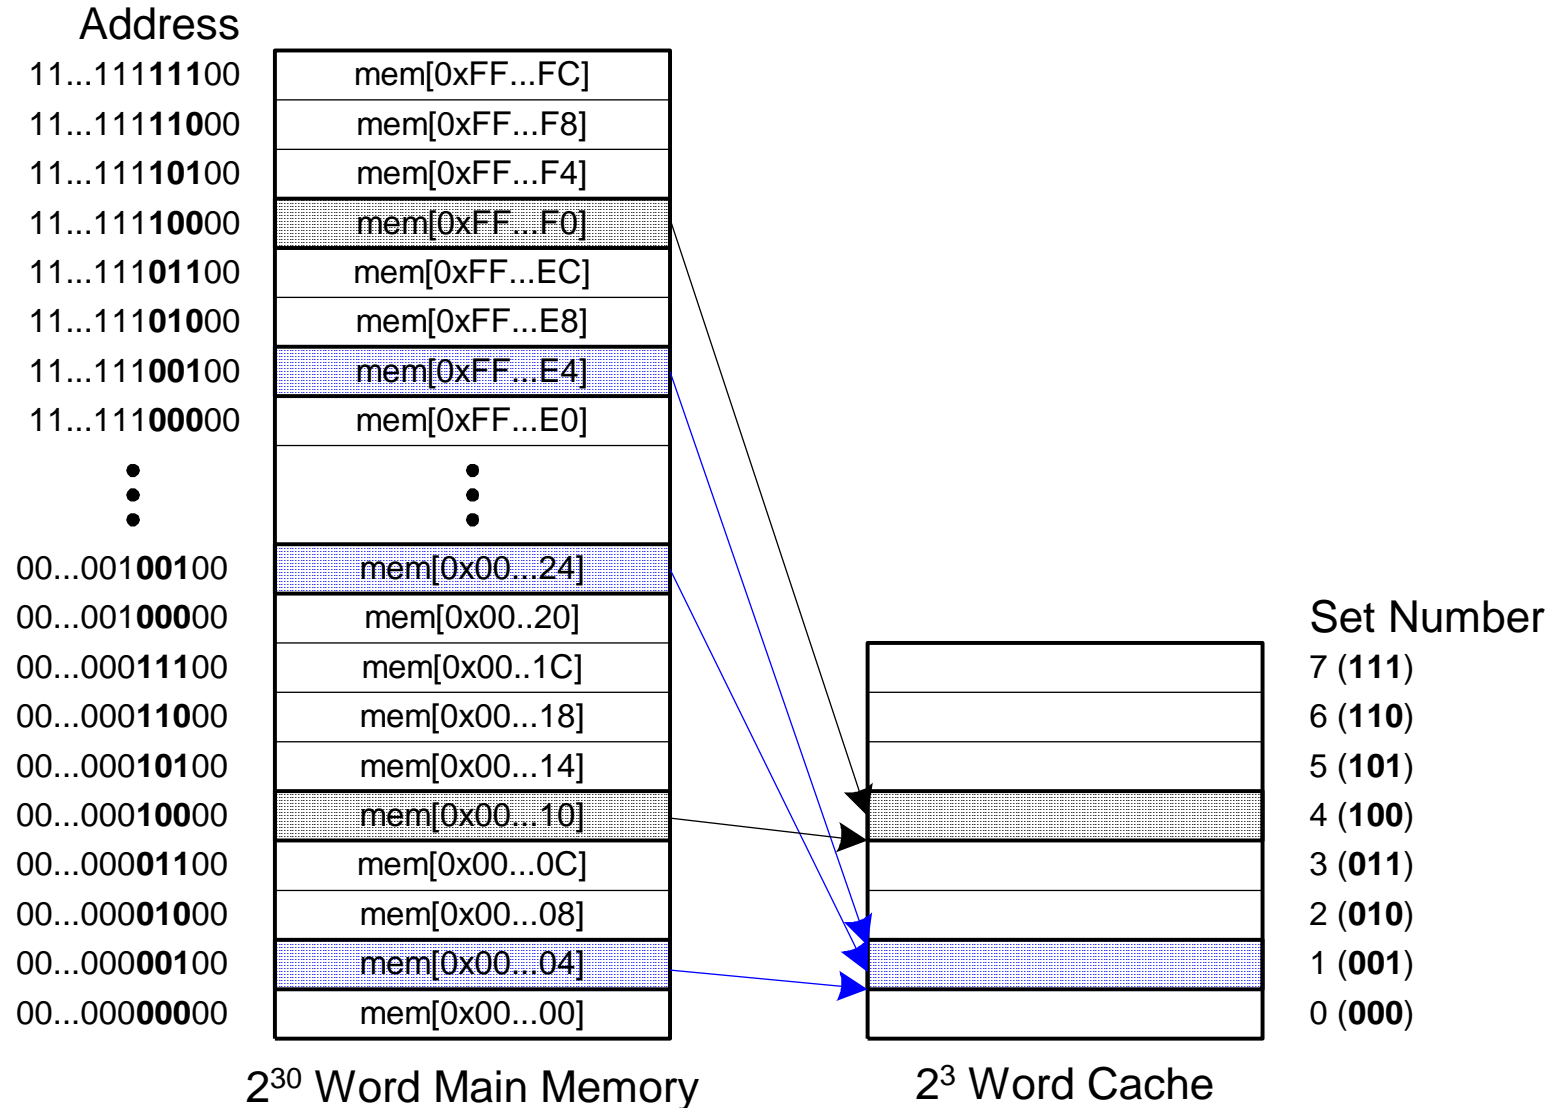 Address
11...11111100 mem[0xFF...FC]
11...11111000 mem[0xFF...F8]
11...11110100 mem[0xFF...F4]
11...11110000 mem[0xFF...F0]
11...11101100 mem[0xFF...EC]
11...11101000 mem[0xFF...E8]
11...11100100 mem[0xFF...E4]
11...11100000 mem[0xFF...E0]
00...00100100 mem[0x00...24]
00...00100000 mem[0x00..20] Set Number
00...00011100 mem[0x00..1C] 7 (111)
00...00011000 mem[0x00...18] 6 (110)
00...00010100 mem[0x00...14] 5 (101)
00...00010000 mem[0x00...10] 4 (100)
00...00001100 mem[0x00...0C] 3 (011)
00...00001000 mem[0x00...08] 2 (010)
00...00000100 mem[0x00...04] 1 (001)
00...00000000 mem[0x00...00] 0 (000)
2³⁰ Word Main Memory 2³ Word Cache